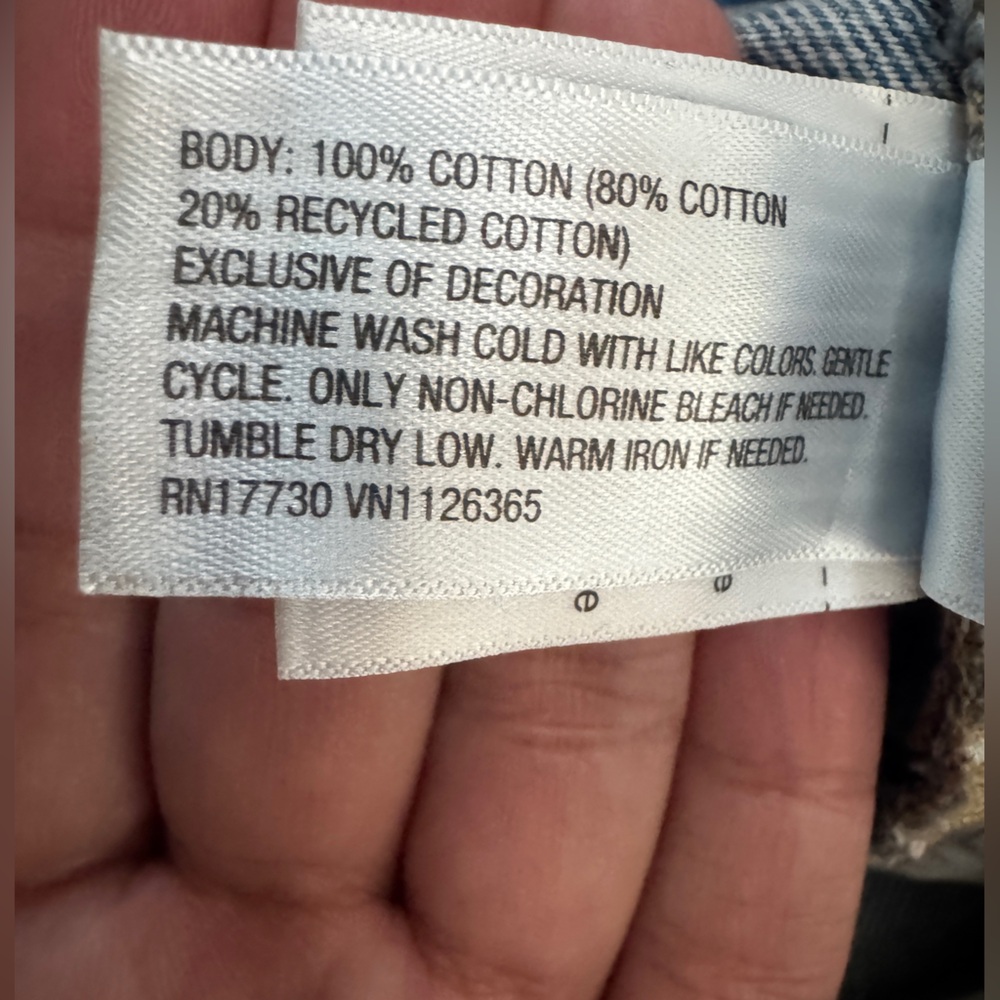 BODY: 100% COTTON (80% COTTON
20% RECYCLED COTTON)
EXCLUSIVE OF DECORATION
MACHINE WASH COLD WITH LIKE COLORS. GENTLE
CYCLE. ONLY NON-CHLORINE BLEACH IF NEEDED.
TUMBLE DRY LOW. WARM IRON IF NEEDED.
RN17730 VN1126365